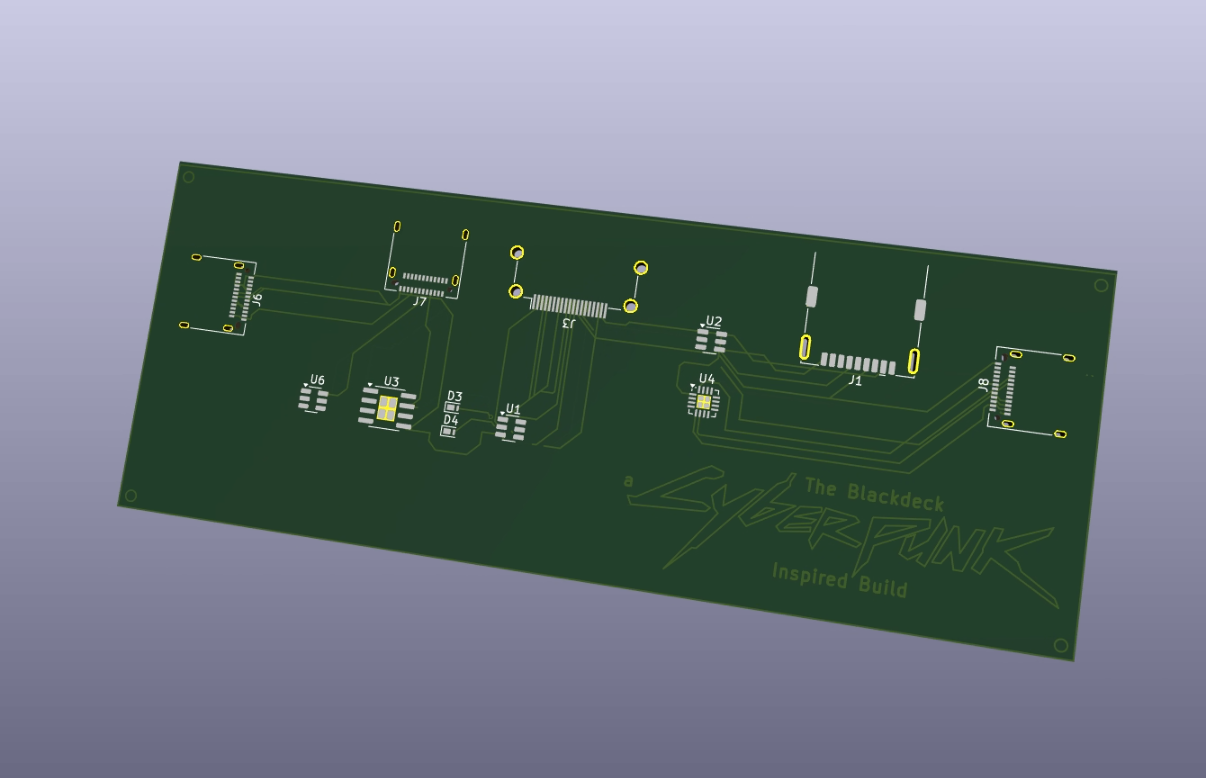 J6
J7
J3
U2
J1
J8
U6
U3
D3
D4
U1
U4
a
The Blackdeck
CYBERPUNK
Inspired Build